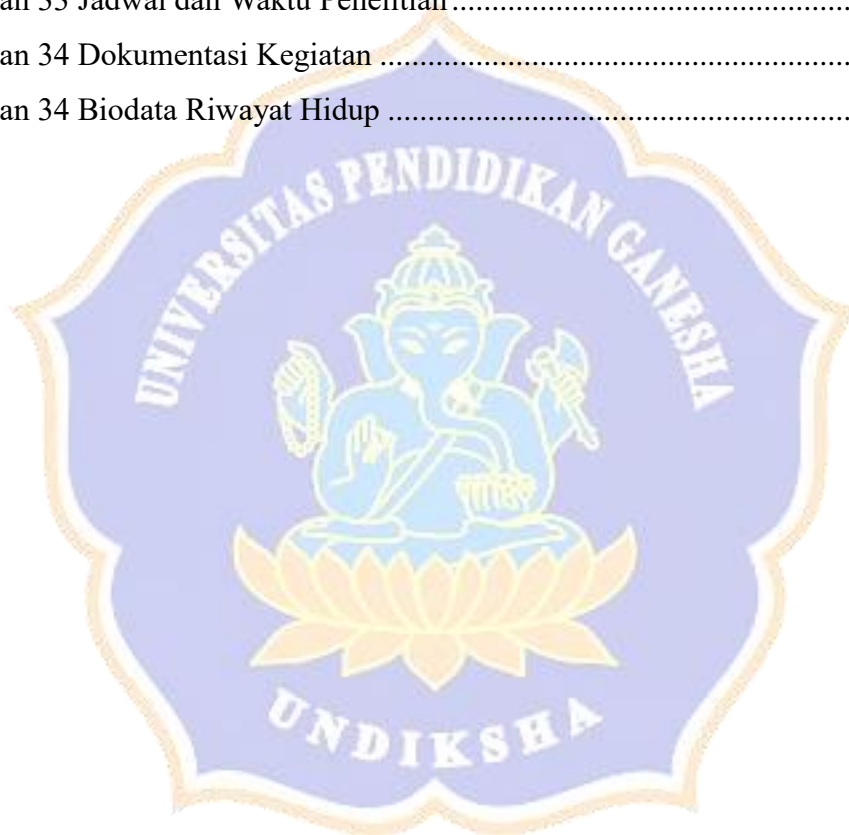 an 33 Jadwal dan Waktu Penelitian........................................................
an 34 Dokumentasi Kegiatan ........................................................
an 34 Biodata Riwayat Hidup ........................................................
UNIVERSITAS PENDIDIKAN GANESHA
UNDIKSHA